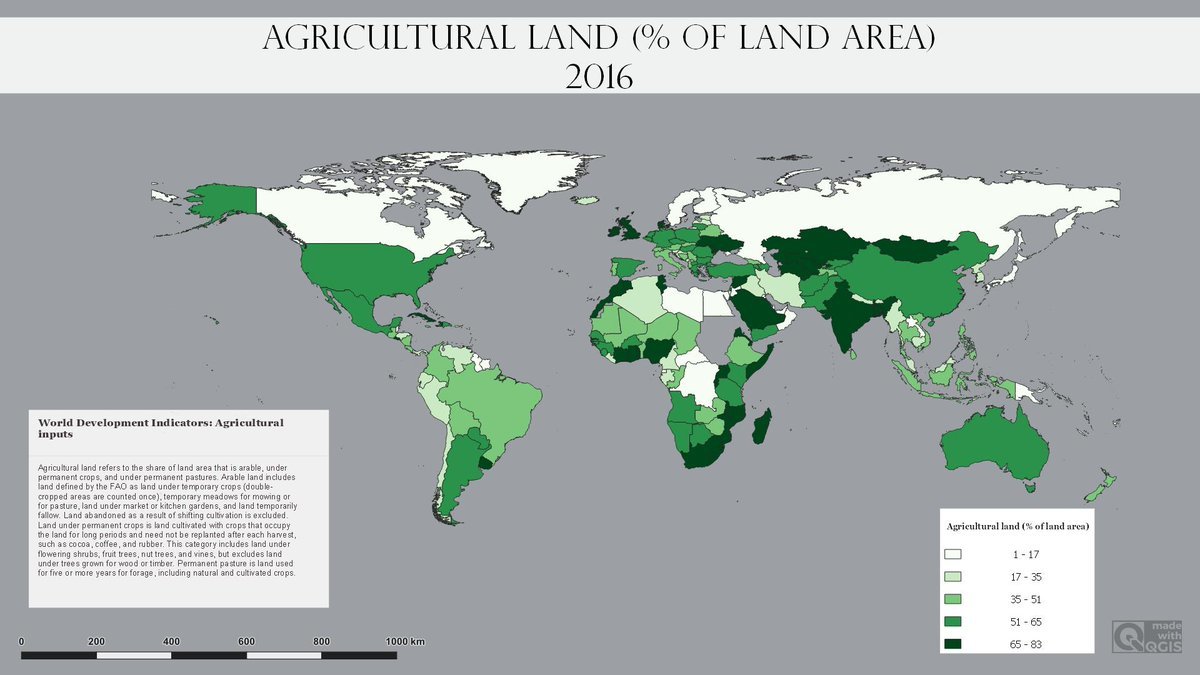 AGRICULTURAL LAND (% OF LAND AREA)
2016
World Development Indicators: Agricultural
inputs
Agricultural land refers to the share of land area that is arable, under
permanent crops, and under permanent pastures. Arable land includes
land defined by the FAO as land under temporary crops (double-
cropped areas are counted once), temporary meadows for mowing or
for pasture, land under market or kitchen gardens, and land temporarily
fallow. Land abandoned as a result of shifting cultivation is excluded.
Land under permanent crops is land cultivated with crops that occupy
the land for long periods and need not be replanted after each harvest,
such as cocoa, coffee, and rubber. This category includes land under
flowering shrubs, fruit trees, nut trees, and vines, but excludes land
under trees grown for wood or timber. Permanent pasture is land used
for five or more years for forage, including natural and cultivated crops.
Agricultural land (% of land area)
1 - 17
17 - 35
35 - 51
51 - 65
65 - 83
0 200 400 600 800 1000 km
made
with
QGIS